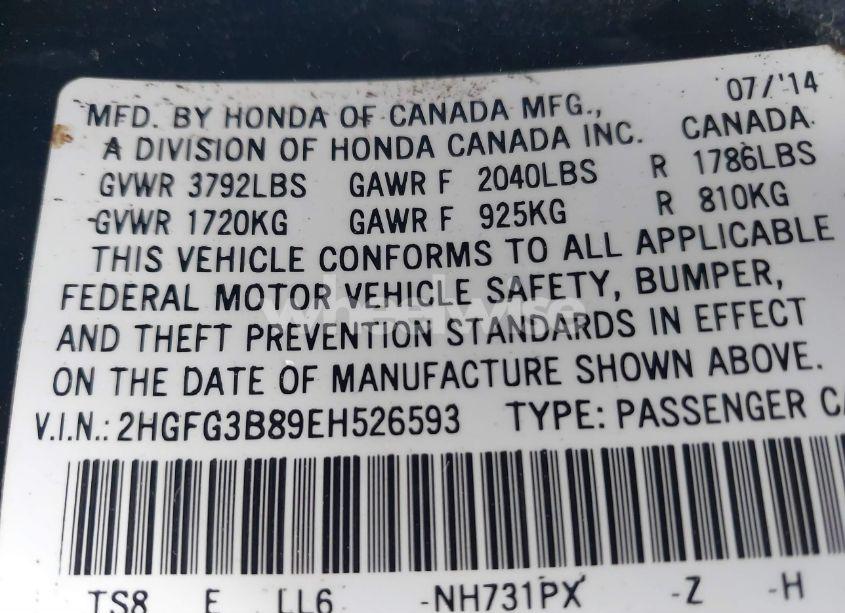 07/'14
MFD. BY HONDA OF CANADA MFG.,
A DIVISION OF HONDA CANADA INC. CANADA
GVWR 3792LBS GAWR F 2040LBS R 1786LBS
GVWR 1720KG GAWR F 925KG R 810KG
THIS VEHICLE CONFORMS TO ALL APPLICABLE
FEDERAL MOTOR VEHICLE SAFETY, BUMPER,
AND THEFT PREVENTION STANDARDS IN EFFECT
ON THE DATE OF MANUFACTURE SHOWN ABOVE.
V.I.N.: 2HGFG3B89EH526593 TYPE: PASSENGER CA
TS8 E LL6 -NH731PX -Z -H
wheelwise